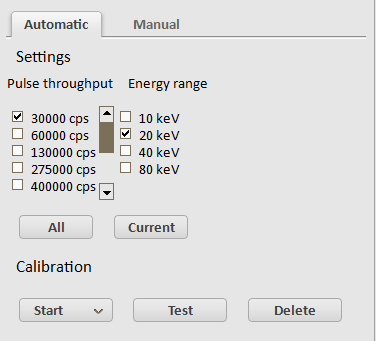 Automatic Manual
Settings
Pulse throughput Energy range
30000 cps 10 keV
60000 cps 20 keV
130000 cps 40 keV
275000 cps 80 keV
400000 cps
All Current
Calibration
Start Test Delete